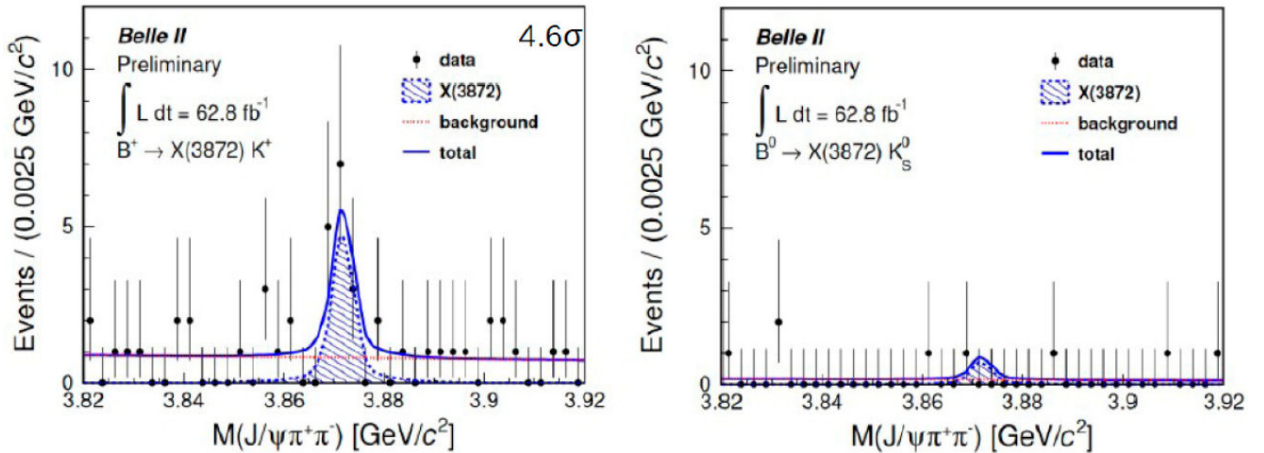 Belle II
Preliminary
∫ L dt = 62.8 fb⁻¹
B⁺ → X(3872) K⁺
4.6σ
data
X(3872)
background
total
Events / (0.0025 GeV/c²)
10
5
0
3.82 3.84 3.86 3.88 3.9 3.92
M(J/ψπ⁺π⁻) [GeV/c²]
Belle II
Preliminary
∫ L dt = 62.8 fb⁻¹
B⁰ → X(3872) K⁰S
data
X(3872)
background
total
Events / (0.0025 GeV/c²)
10
5
0
3.82 3.84 3.86 3.88 3.9 3.92
M(J/ψπ⁺π⁻) [GeV/c²]